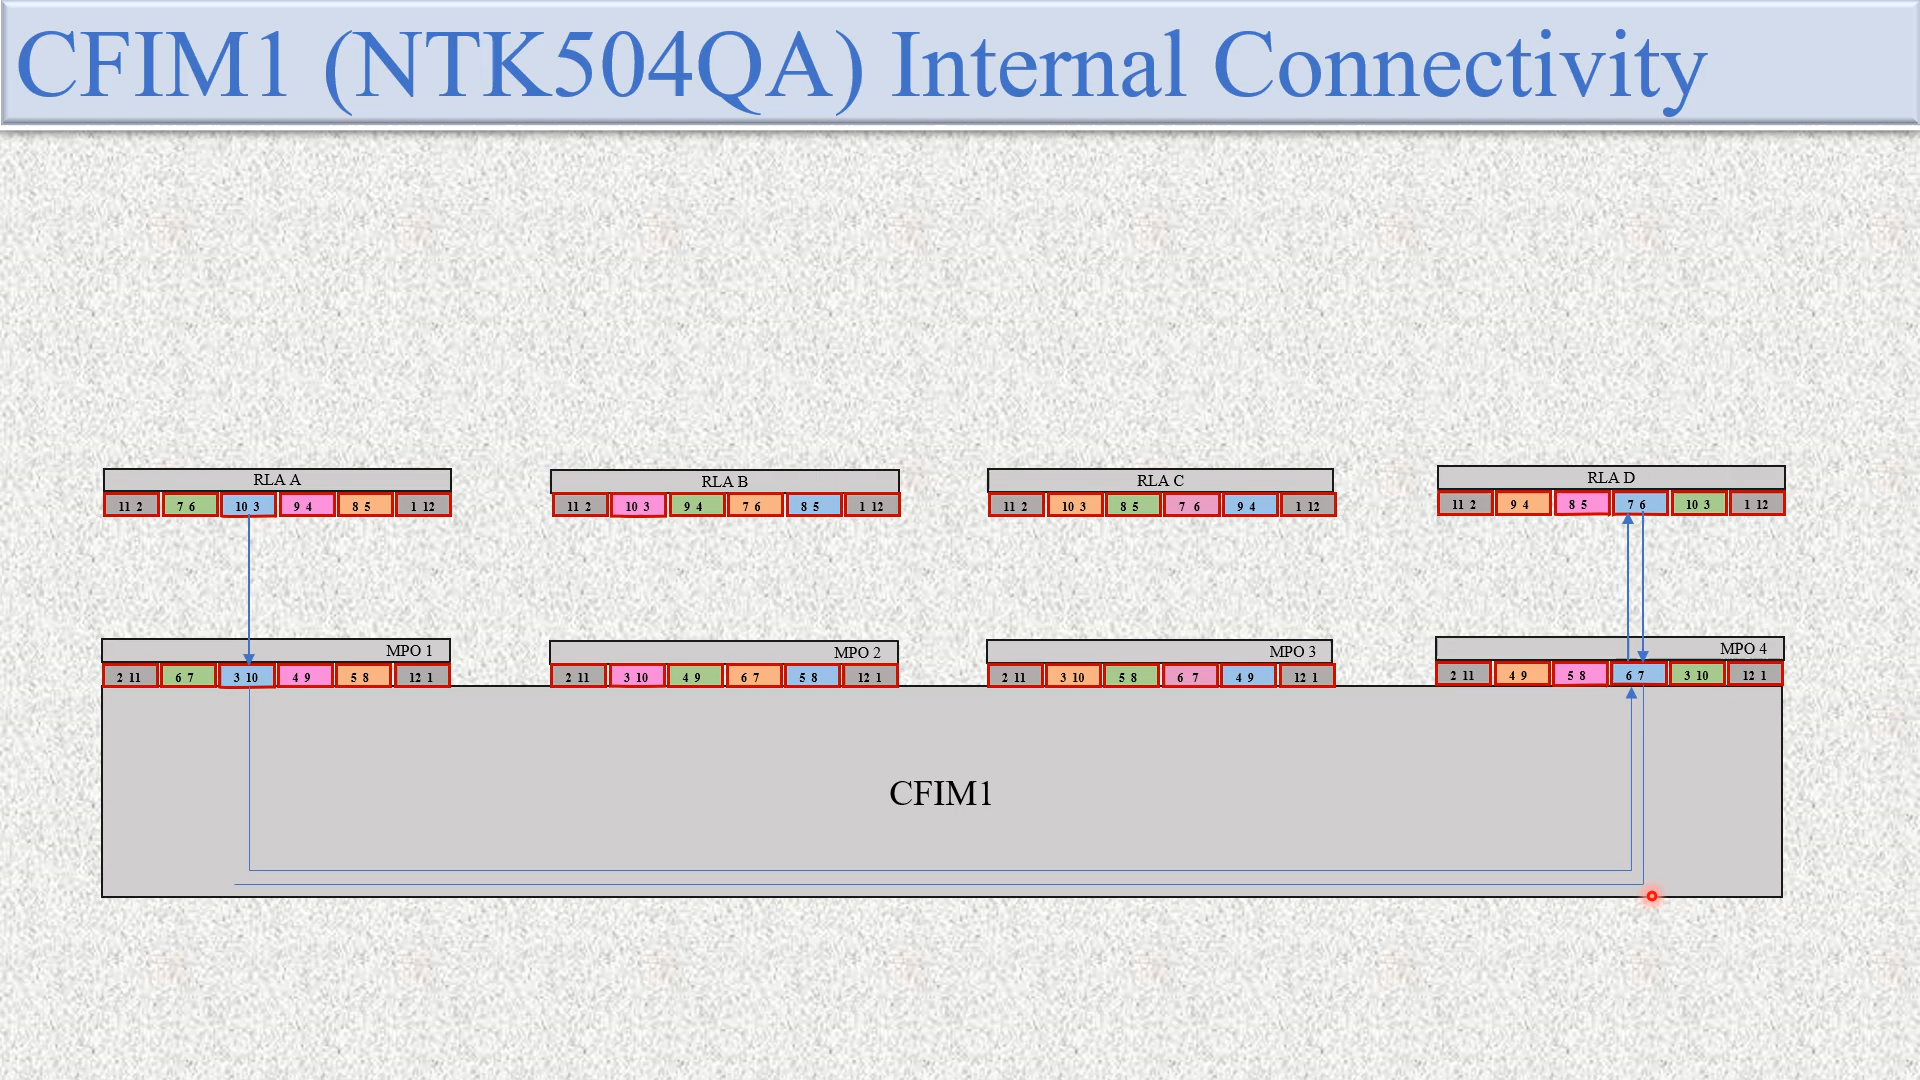 CFIM1 (NTK504QA) Internal Connectivity
RLA A
11 2 7 6 10 3 9 4 8 5 1 12
RLA B
11 2 10 3 9 4 7 6 8 5 1 12
RLA C
11 2 10 3 8 5 7 6 9 4 1 12
RLA D
11 2 9 4 8 5 7 6 10 3 1 12
MPO 1
2 11 6 7 3 10 4 9 5 8 12 1
MPO 2
2 11 3 10 4 9 6 7 5 8 12 1
MPO 3
2 11 3 10 5 8 6 7 4 9 12 1
MPO 4
2 11 4 9 5 8 6 7 3 10 12 1
CFIM1